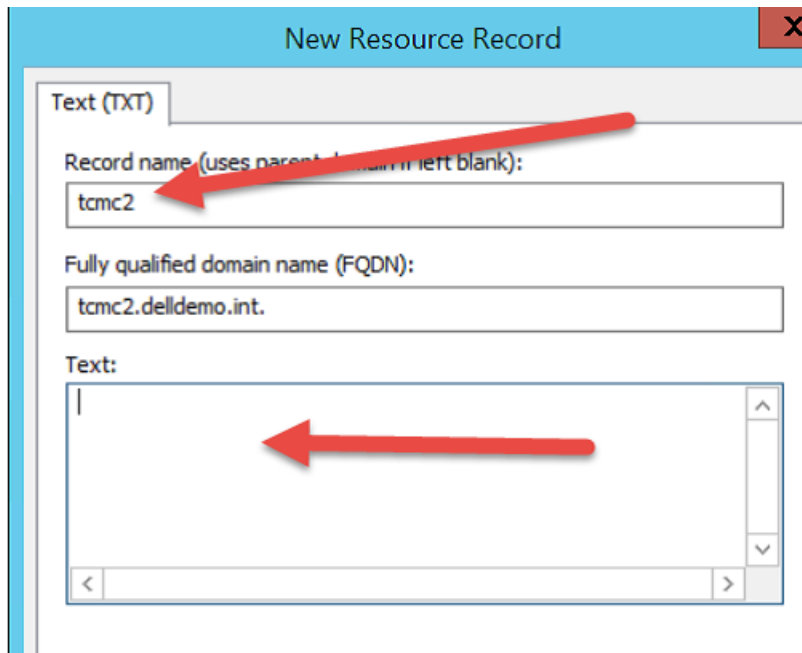 New Resource Record
X
Text (TXT)
Record name (uses parent domain if left blank):
tcmc2
Fully qualified domain name (FQDN):
tcmc2.delldemo.int.
Text: